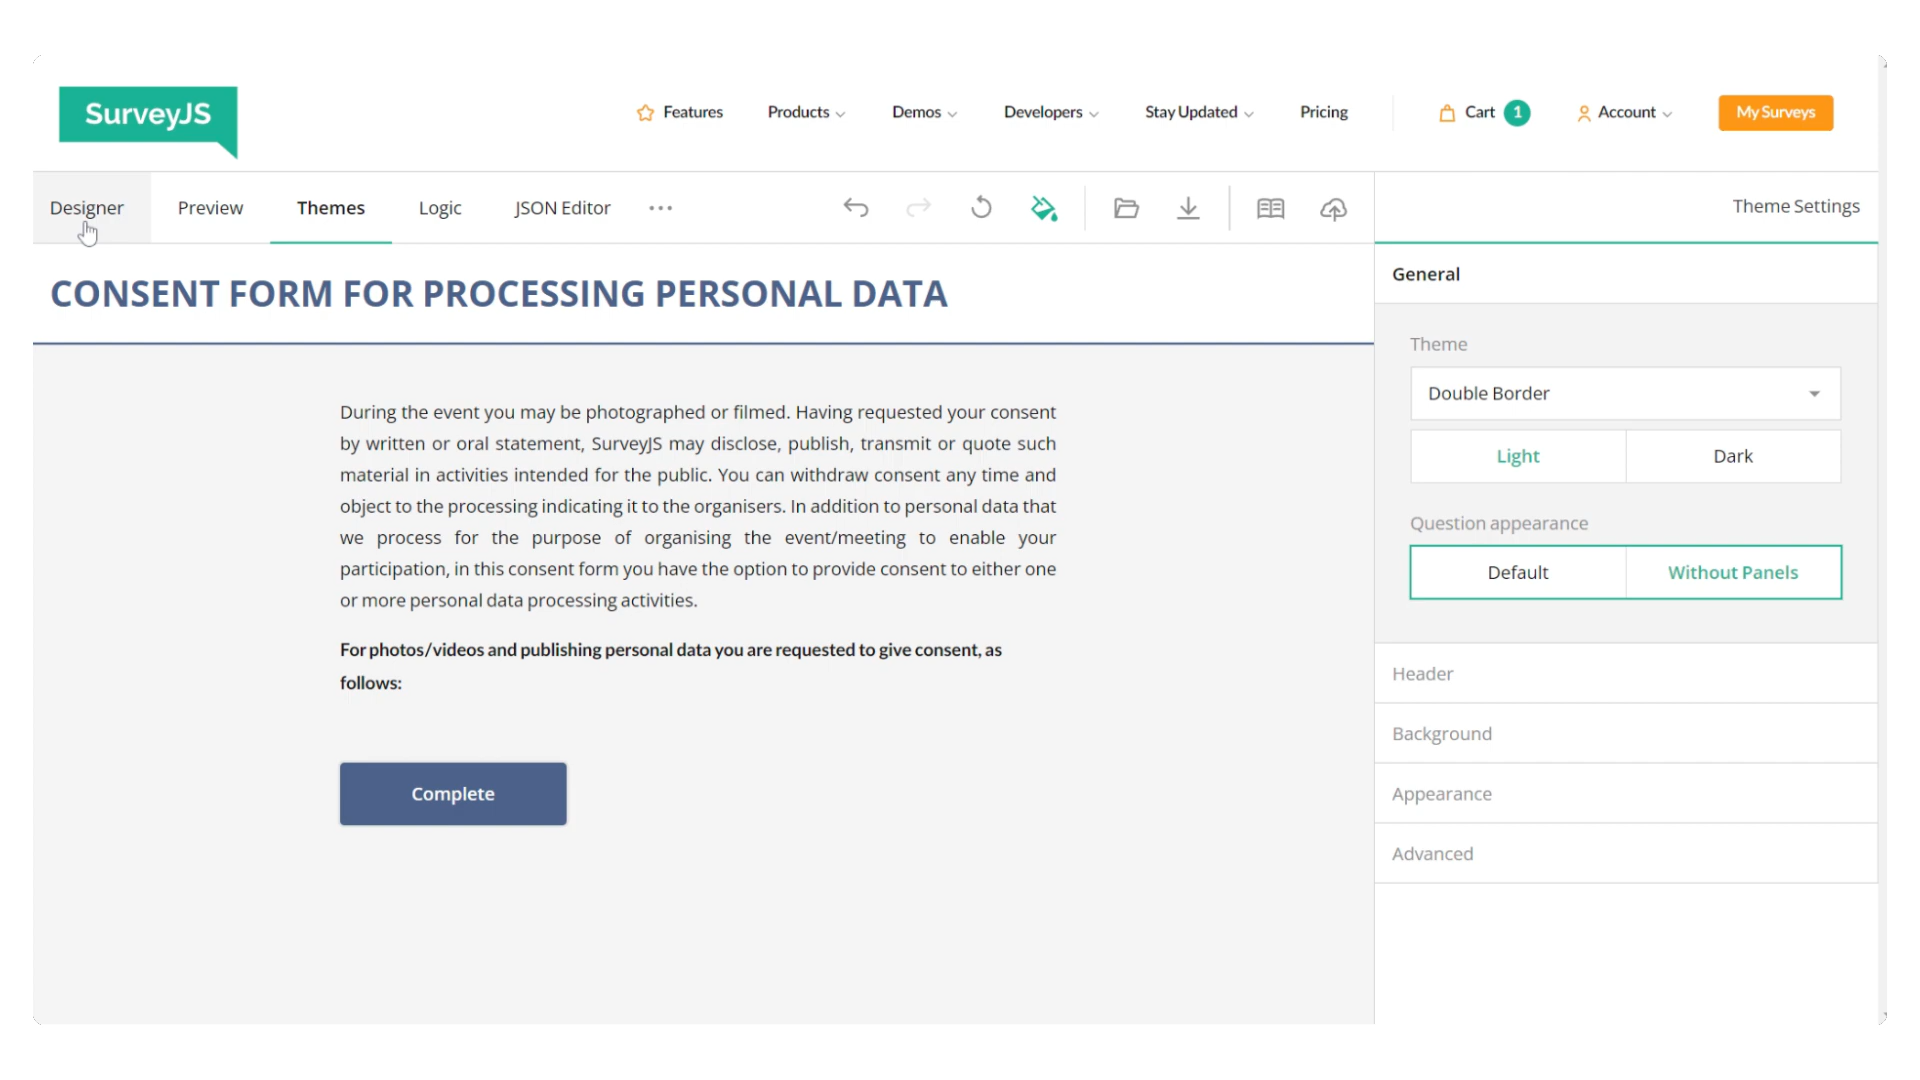 SurveyJS
Features Products Demos Developers Stay Updated Pricing Cart 1 Account My Surveys
Designer Preview Themes Logic JSON Editor
Theme Settings
CONSENT FORM FOR PROCESSING PERSONAL DATA
During the event you may be photographed or filmed. Having requested your consent
by written or oral statement, SurveyJS may disclose, publish, transmit or quote such
material in activities intended for the public. You can withdraw consent any time and
object to the processing indicating it to the organisers. In addition to personal data that
we process for the purpose of organising the event/meeting to enable your
participation, in this consent form you have the option to provide consent to either one
or more personal data processing activities.
For photos/videos and publishing personal data you are requested to give consent, as
follows:
Complete
General
Theme
Double Border
Light Dark
Question appearance
Default Without Panels
Header
Background
Appearance
Advanced